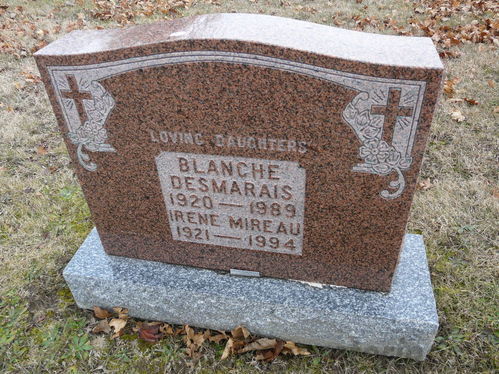 LOVING DAUGHTERS
BLANCHE
DESMARAIS
1920 — 1989
IRENE MIREAU
1921 — 1994